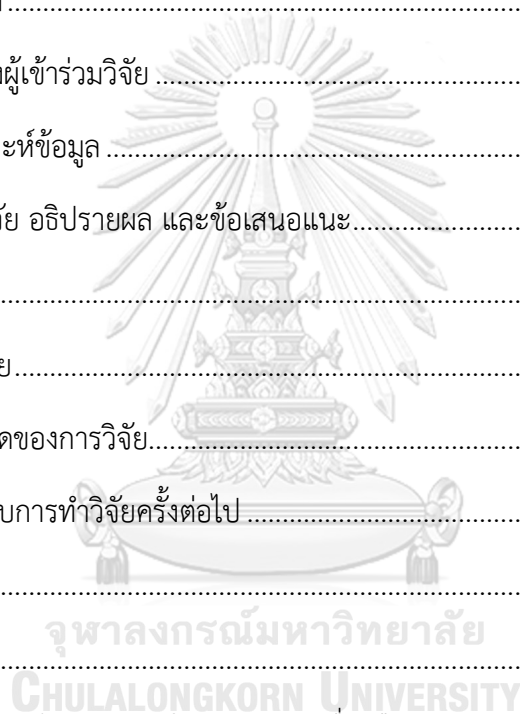 ผู้เข้าร่วมวิจัย ........................................
ะห์ข้อมูล ........................................
ัย อธิปรายผล และข้อเสนอแนะ....................
........................................
ย........................................
ดของการวิจัย........................................
บการทำวิจัยครั้งต่อไป ........................................
........................................
จุฬาลงกรณ์มหาวิทยาลัย
........................................
CHULALONGKORN UNIVERSITY